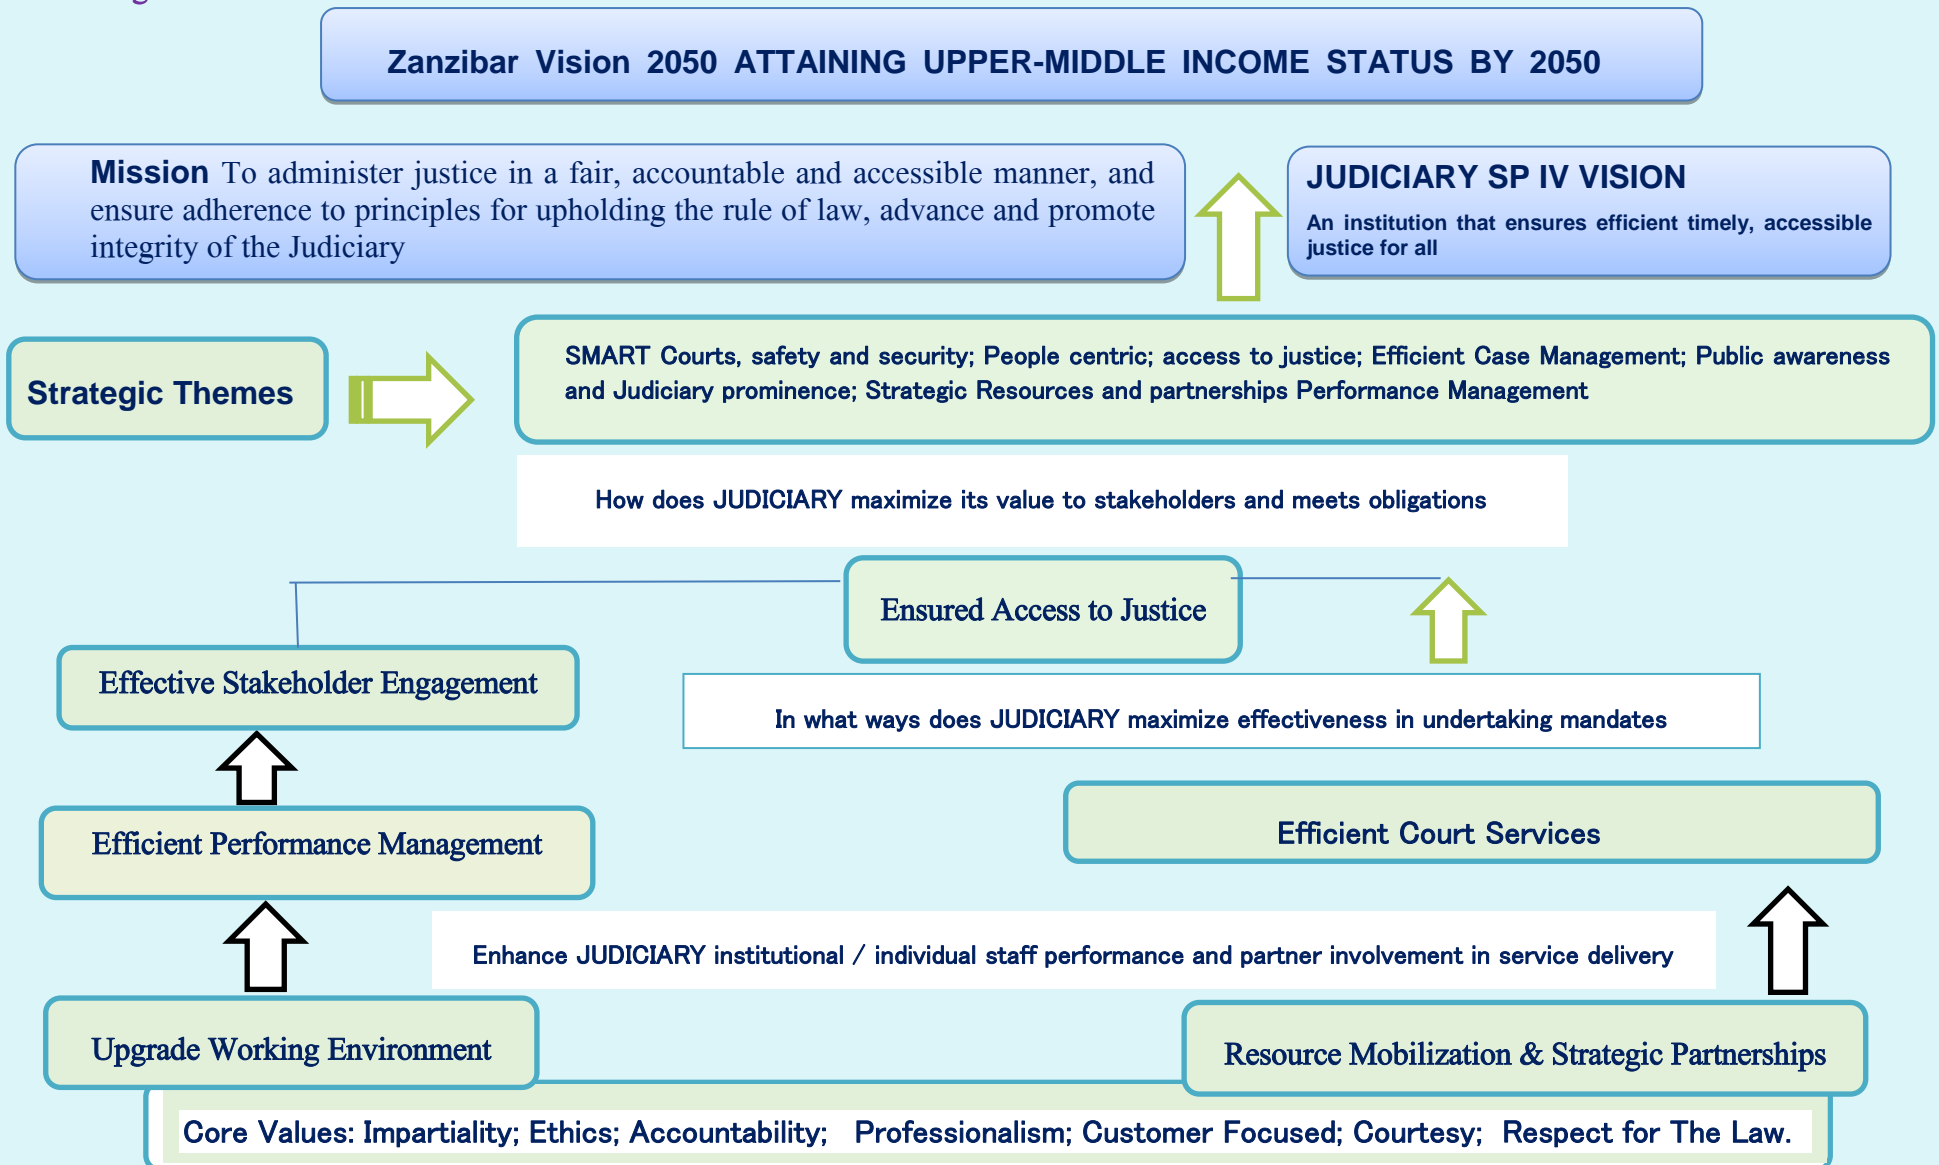 Zanzibar Vision 2050 ATTAINING UPPER-MIDDLE INCOME STATUS BY 2050
Mission To administer justice in a fair, accountable and accessible manner, and
ensure adherence to principles for upholding the rule of law, advance and promote
integrity of the Judiciary
JUDICIARY SP IV VISION
An institution that ensures efficient timely, accessible
justice for all
Strategic Themes
SMART Courts, safety and security; People centric; access to justice; Efficient Case Management; Public awareness
and Judiciary prominence; Strategic Resources and partnerships Performance Management
How does JUDICIARY maximize its value to stakeholders and meets obligations
Ensured Access to Justice
Effective Stakeholder Engagement
In what ways does JUDICIARY maximize effectiveness in undertaking mandates
Efficient Performance Management
Efficient Court Services
Enhance JUDICIARY institutional / individual staff performance and partner involvement in service delivery
Upgrade Working Environment
Resource Mobilization & Strategic Partnerships
Core Values: Impartiality; Ethics; Accountability; Professionalism; Customer Focused; Courtesy; Respect for The Law.